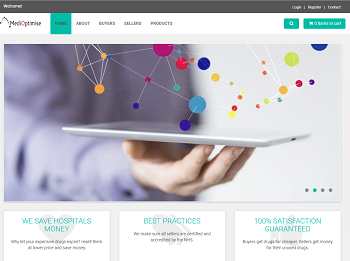 Welcome!
Login | Register | Contact
MediOptimise
HOME ABOUT BUYERS SELLERS PRODUCTS
0 items in cart
WE SAVE HOSPITALS MONEY
Why let your expensive drugs expire? resell them
at lower price and save money
BEST PRACTICES
We make sure all sellers are certified and
accredited by the NHS
100% SATISFACTION GUARANTEED
Buyers get drugs for cheaper, Sellers get money
for their unused drugs.